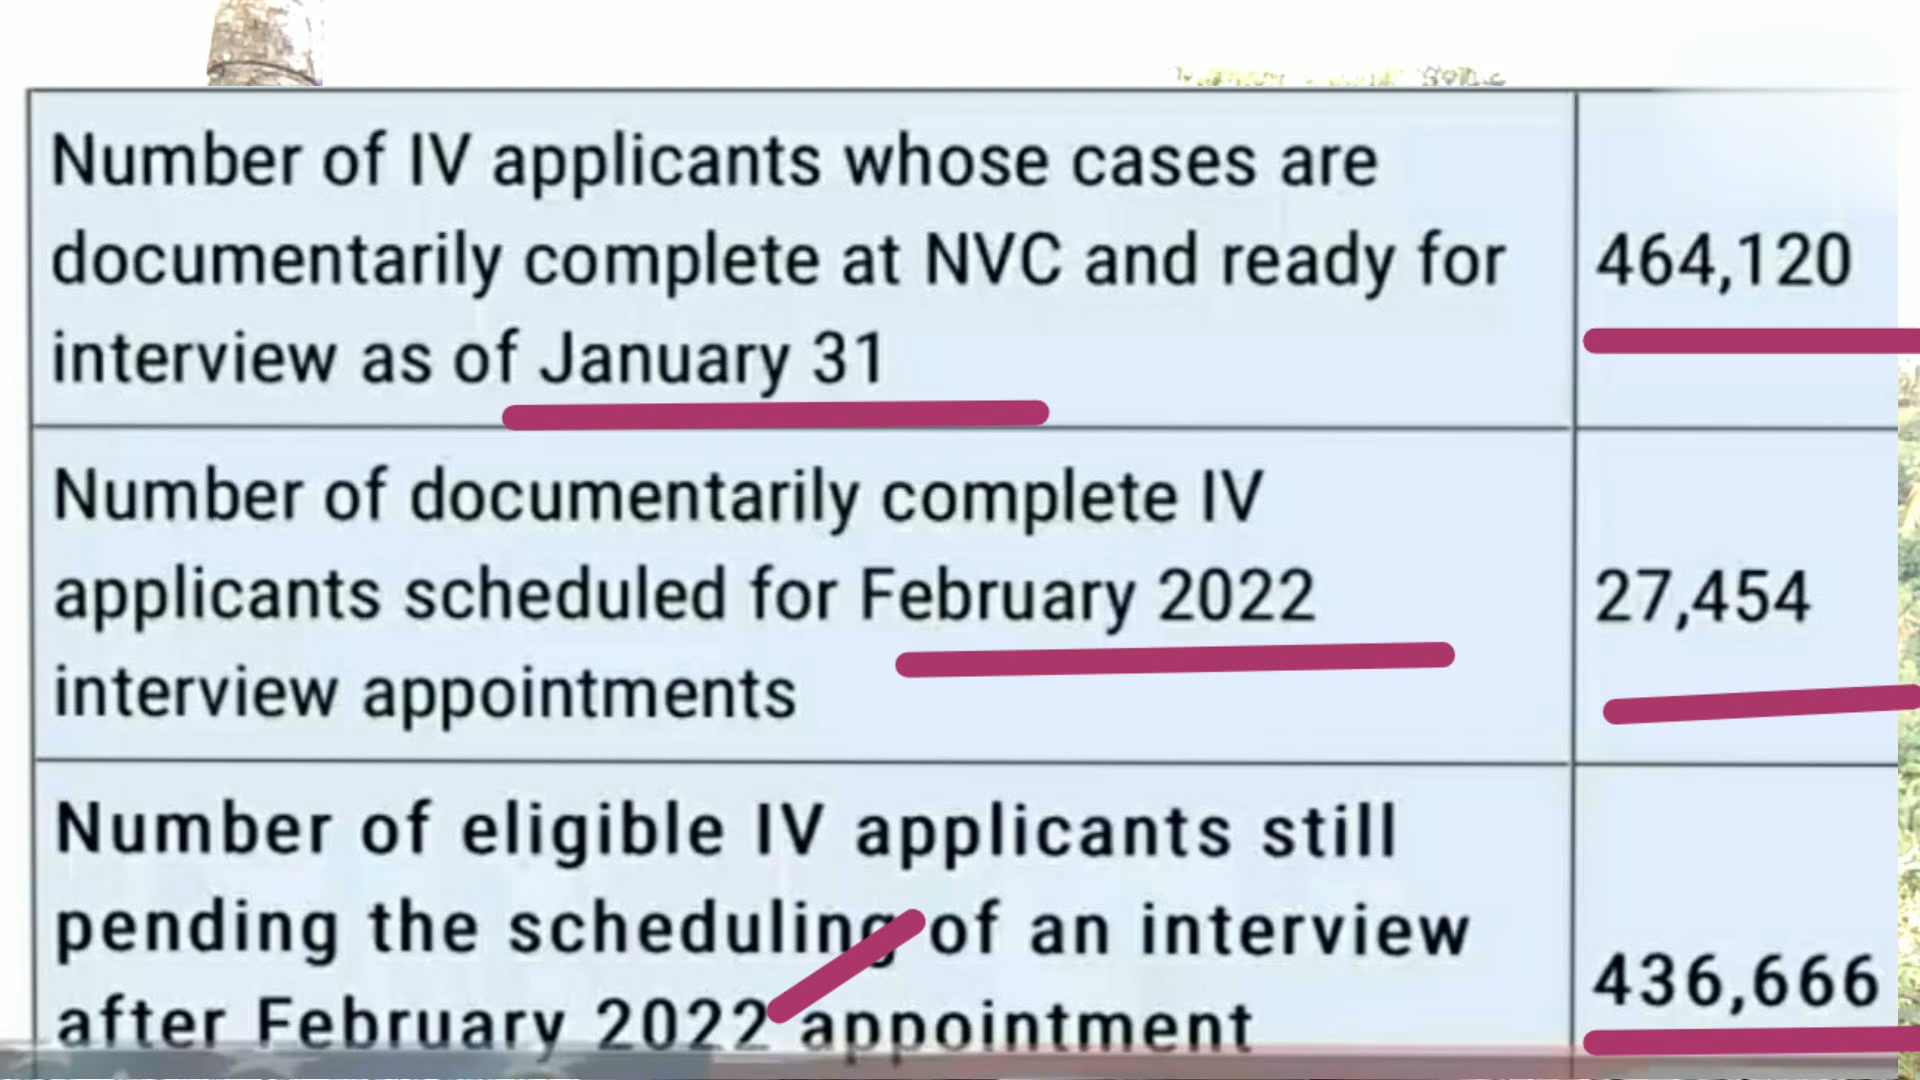 Number of IV applicants whose cases are
documentarily complete at NVC and ready for
interview as of January 31
464,120
Number of documentarily complete IV
applicants scheduled for February 2022
interview appointments
27,454
Number of eligible IV applicants still
pending the scheduling of an interview
after February 2022 appointment
436,666